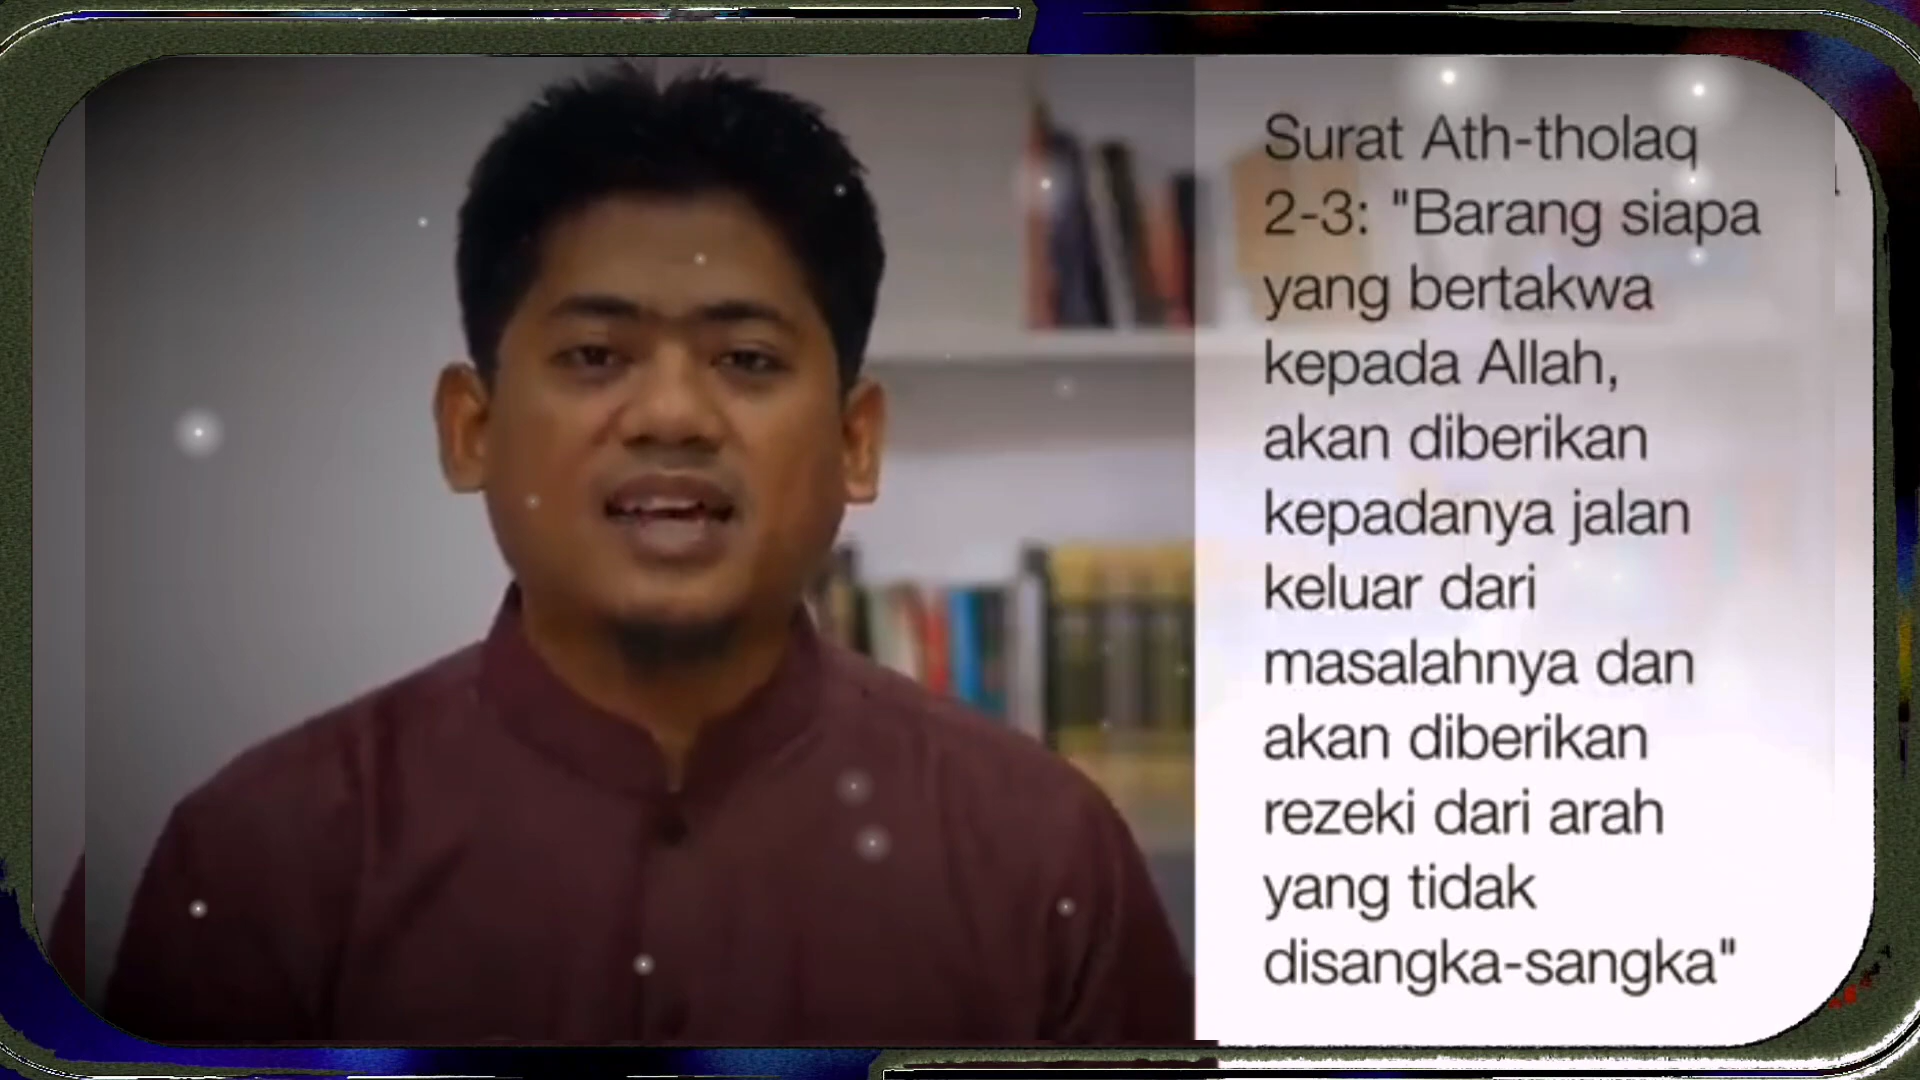 Surat Ath-tholaq
2-3: "Barang siapa
yang bertakwa
kepada Allah,
akan diberikan
kepadanya jalan
keluar dari
masalahnya dan
akan diberikan
rezeki dari arah
yang tidak
disangka-sangka"